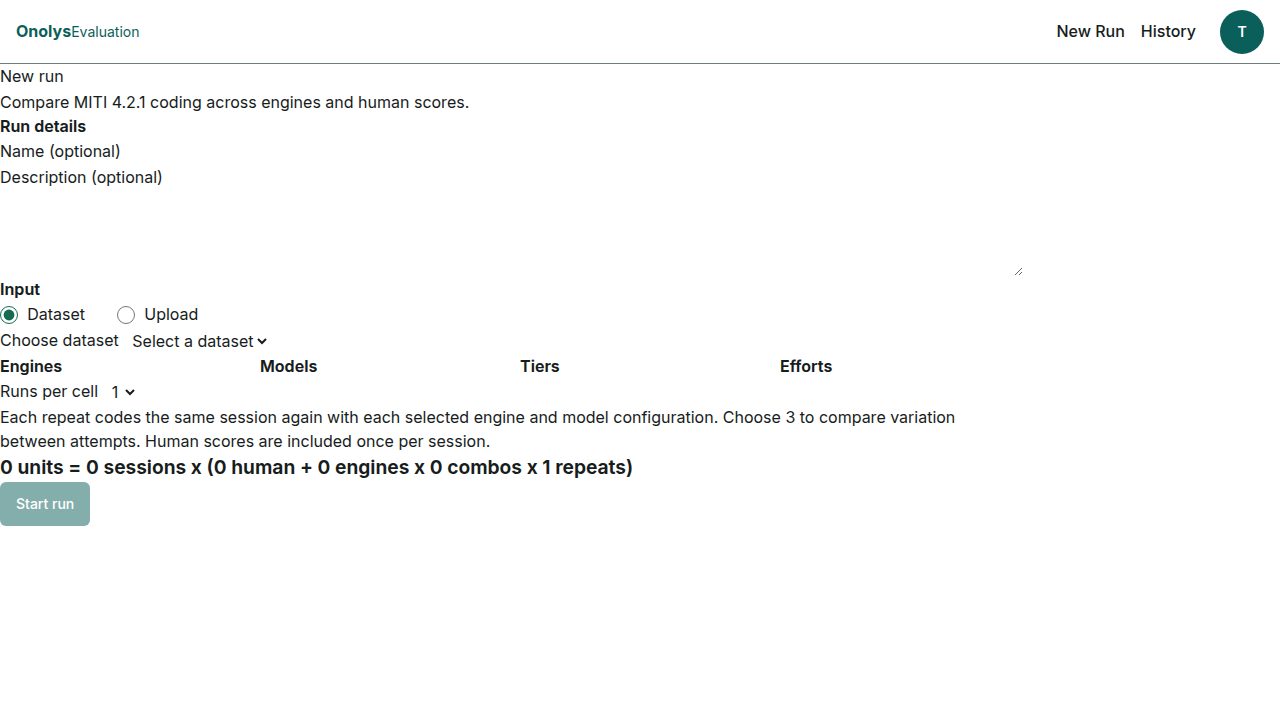 OnolysEvaluation New Run History T
New run
Compare MITI 4.2.1 coding across engines and human scores.
Run details
Name (optional)
Description (optional)
Input
Dataset Upload
Choose dataset Select a dataset
Engines Models Tiers Efforts
Runs per cell 1
Each repeat codes the same session again with each selected engine and model configuration. Choose 3 to compare variation
between attempts. Human scores are included once per session.
0 units = 0 sessions x (0 human + 0 engines x 0 combos x 1 repeats)
Start run